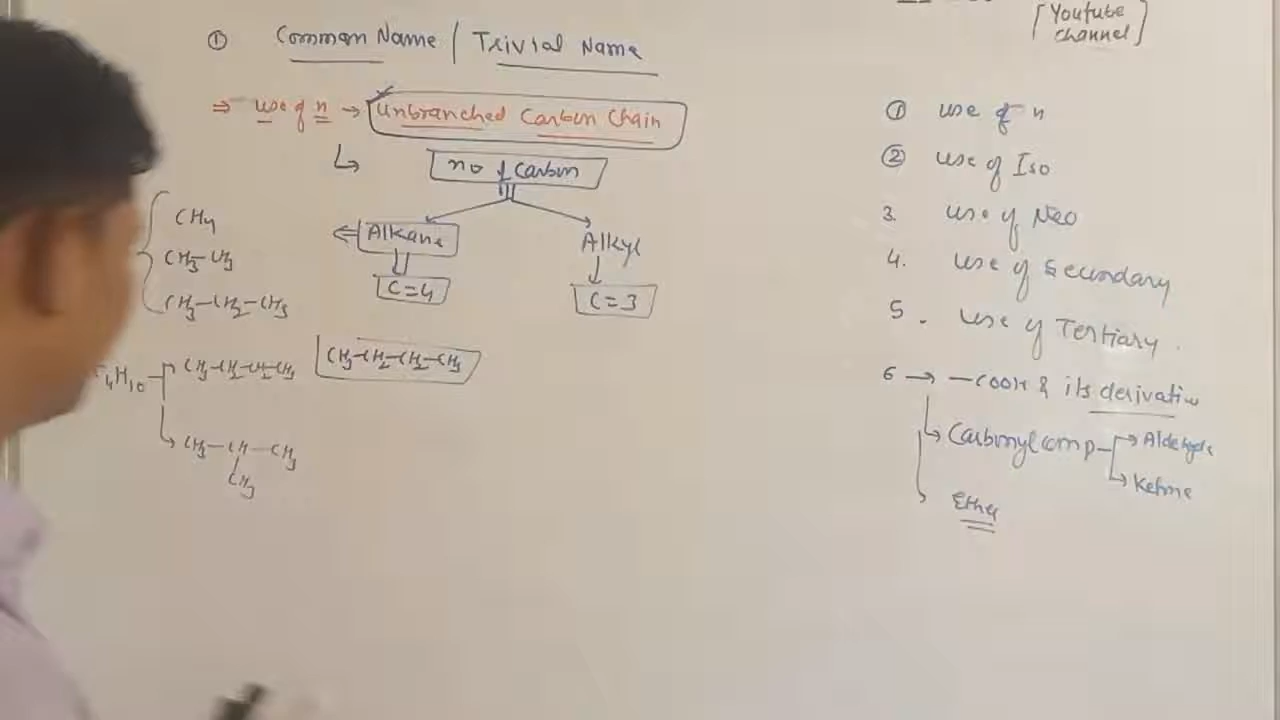 [Youtube
channel]
① Common Name / Trivial Name
⇒ use of n → Unbranched Carbon Chain
↳ no of Carbon
⇐ Alkane
Alkyl
C=4
C=3
CH4
CH3-CH3
CH3-CH2-CH3
C4H10
CH3-CH2-CH2-CH3
CH3-CH2-CH2-CH3
CH3-CH-CH3
CH3
① use of n
② use of Iso
3. use of Neo
4. use of Secondary
5. use of Tertiary.
6 → -COOH & its derivative
↳ Carbonyl comp
→ Aldehyde
↳ Ketone
Ether